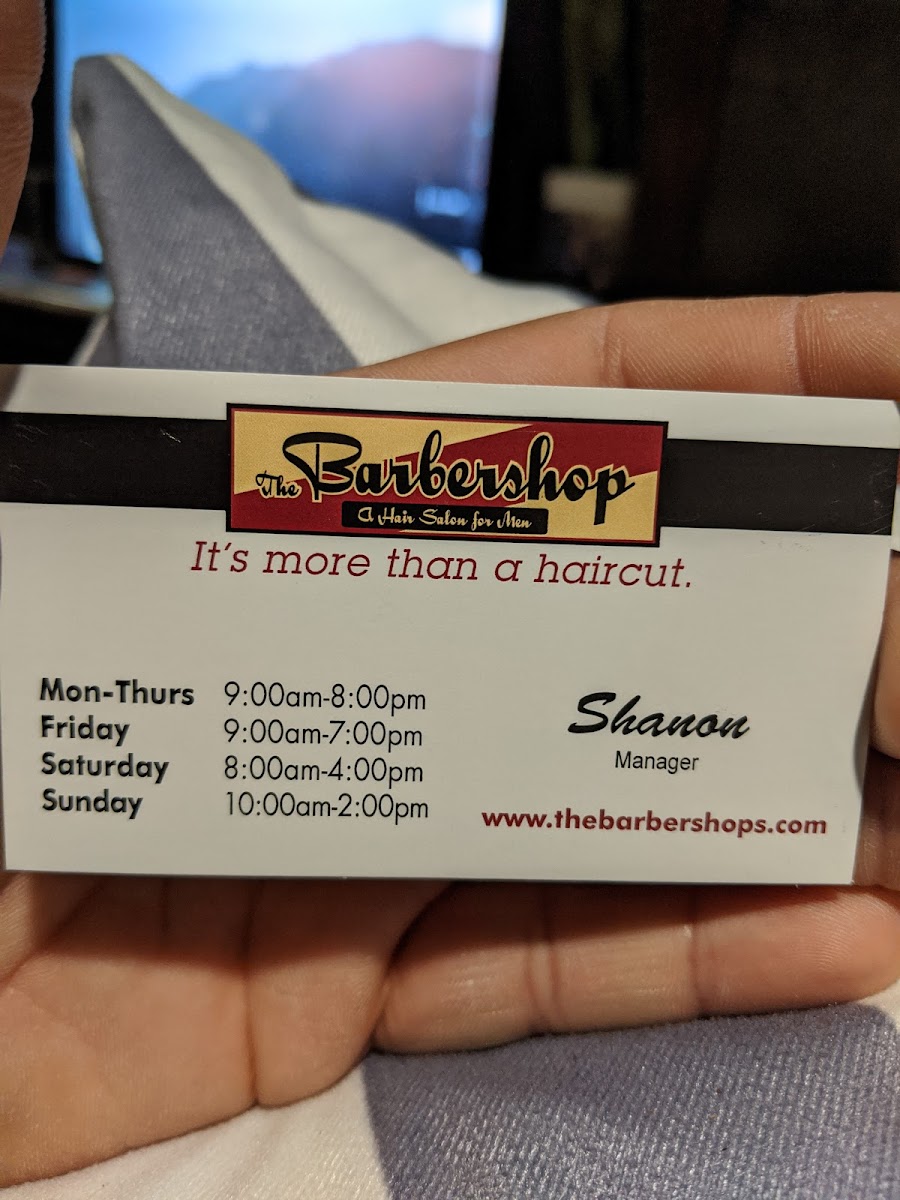 The Barbershop
A Hair Salon for Men
It's more than a haircut.
Mon-Thurs 9:00am-8:00pm
Friday 9:00am-7:00pm
Saturday 8:00am-4:00pm
Sunday 10:00am-2:00pm
Shanon
Manager
www.thebarbershops.com